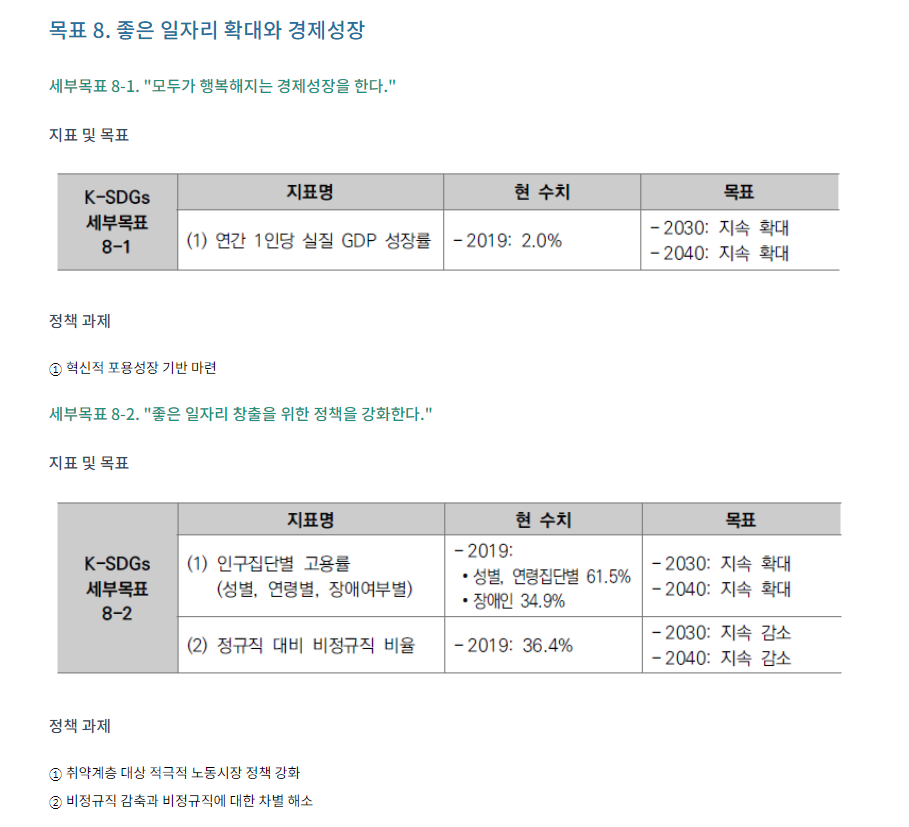 목표 8. 좋은 일자리 확대와 경제성장
세부목표 8-1. "모두가 행복해지는 경제성장을 한다."
지표 및 목표
K-SDGs
세부목표
8-1
지표명
현 수치
목표
(1) 연간 1인당 실질 GDP 성장률
- 2019: 2.0%
- 2030: 지속 확대
- 2040: 지속 확대
정책 과제
① 혁신적 포용성장 기반 마련
세부목표 8-2. "좋은 일자리 창출을 위한 정책을 강화한다."
지표 및 목표
K-SDGs
세부목표
8-2
지표명
현 수치
목표
(1) 인구집단별 고용률
(성별, 연령별, 장애여부별)
- 2019:
• 성별, 연령집단별 61.5%
• 장애인 34.9%
- 2030: 지속 확대
- 2040: 지속 확대
(2) 정규직 대비 비정규직 비율
- 2019: 36.4%
- 2030: 지속 감소
- 2040: 지속 감소
정책 과제
① 취약계층 대상 적극적 노동시장 정책 강화
② 비정규직 감축과 비정규직에 대한 차별 해소